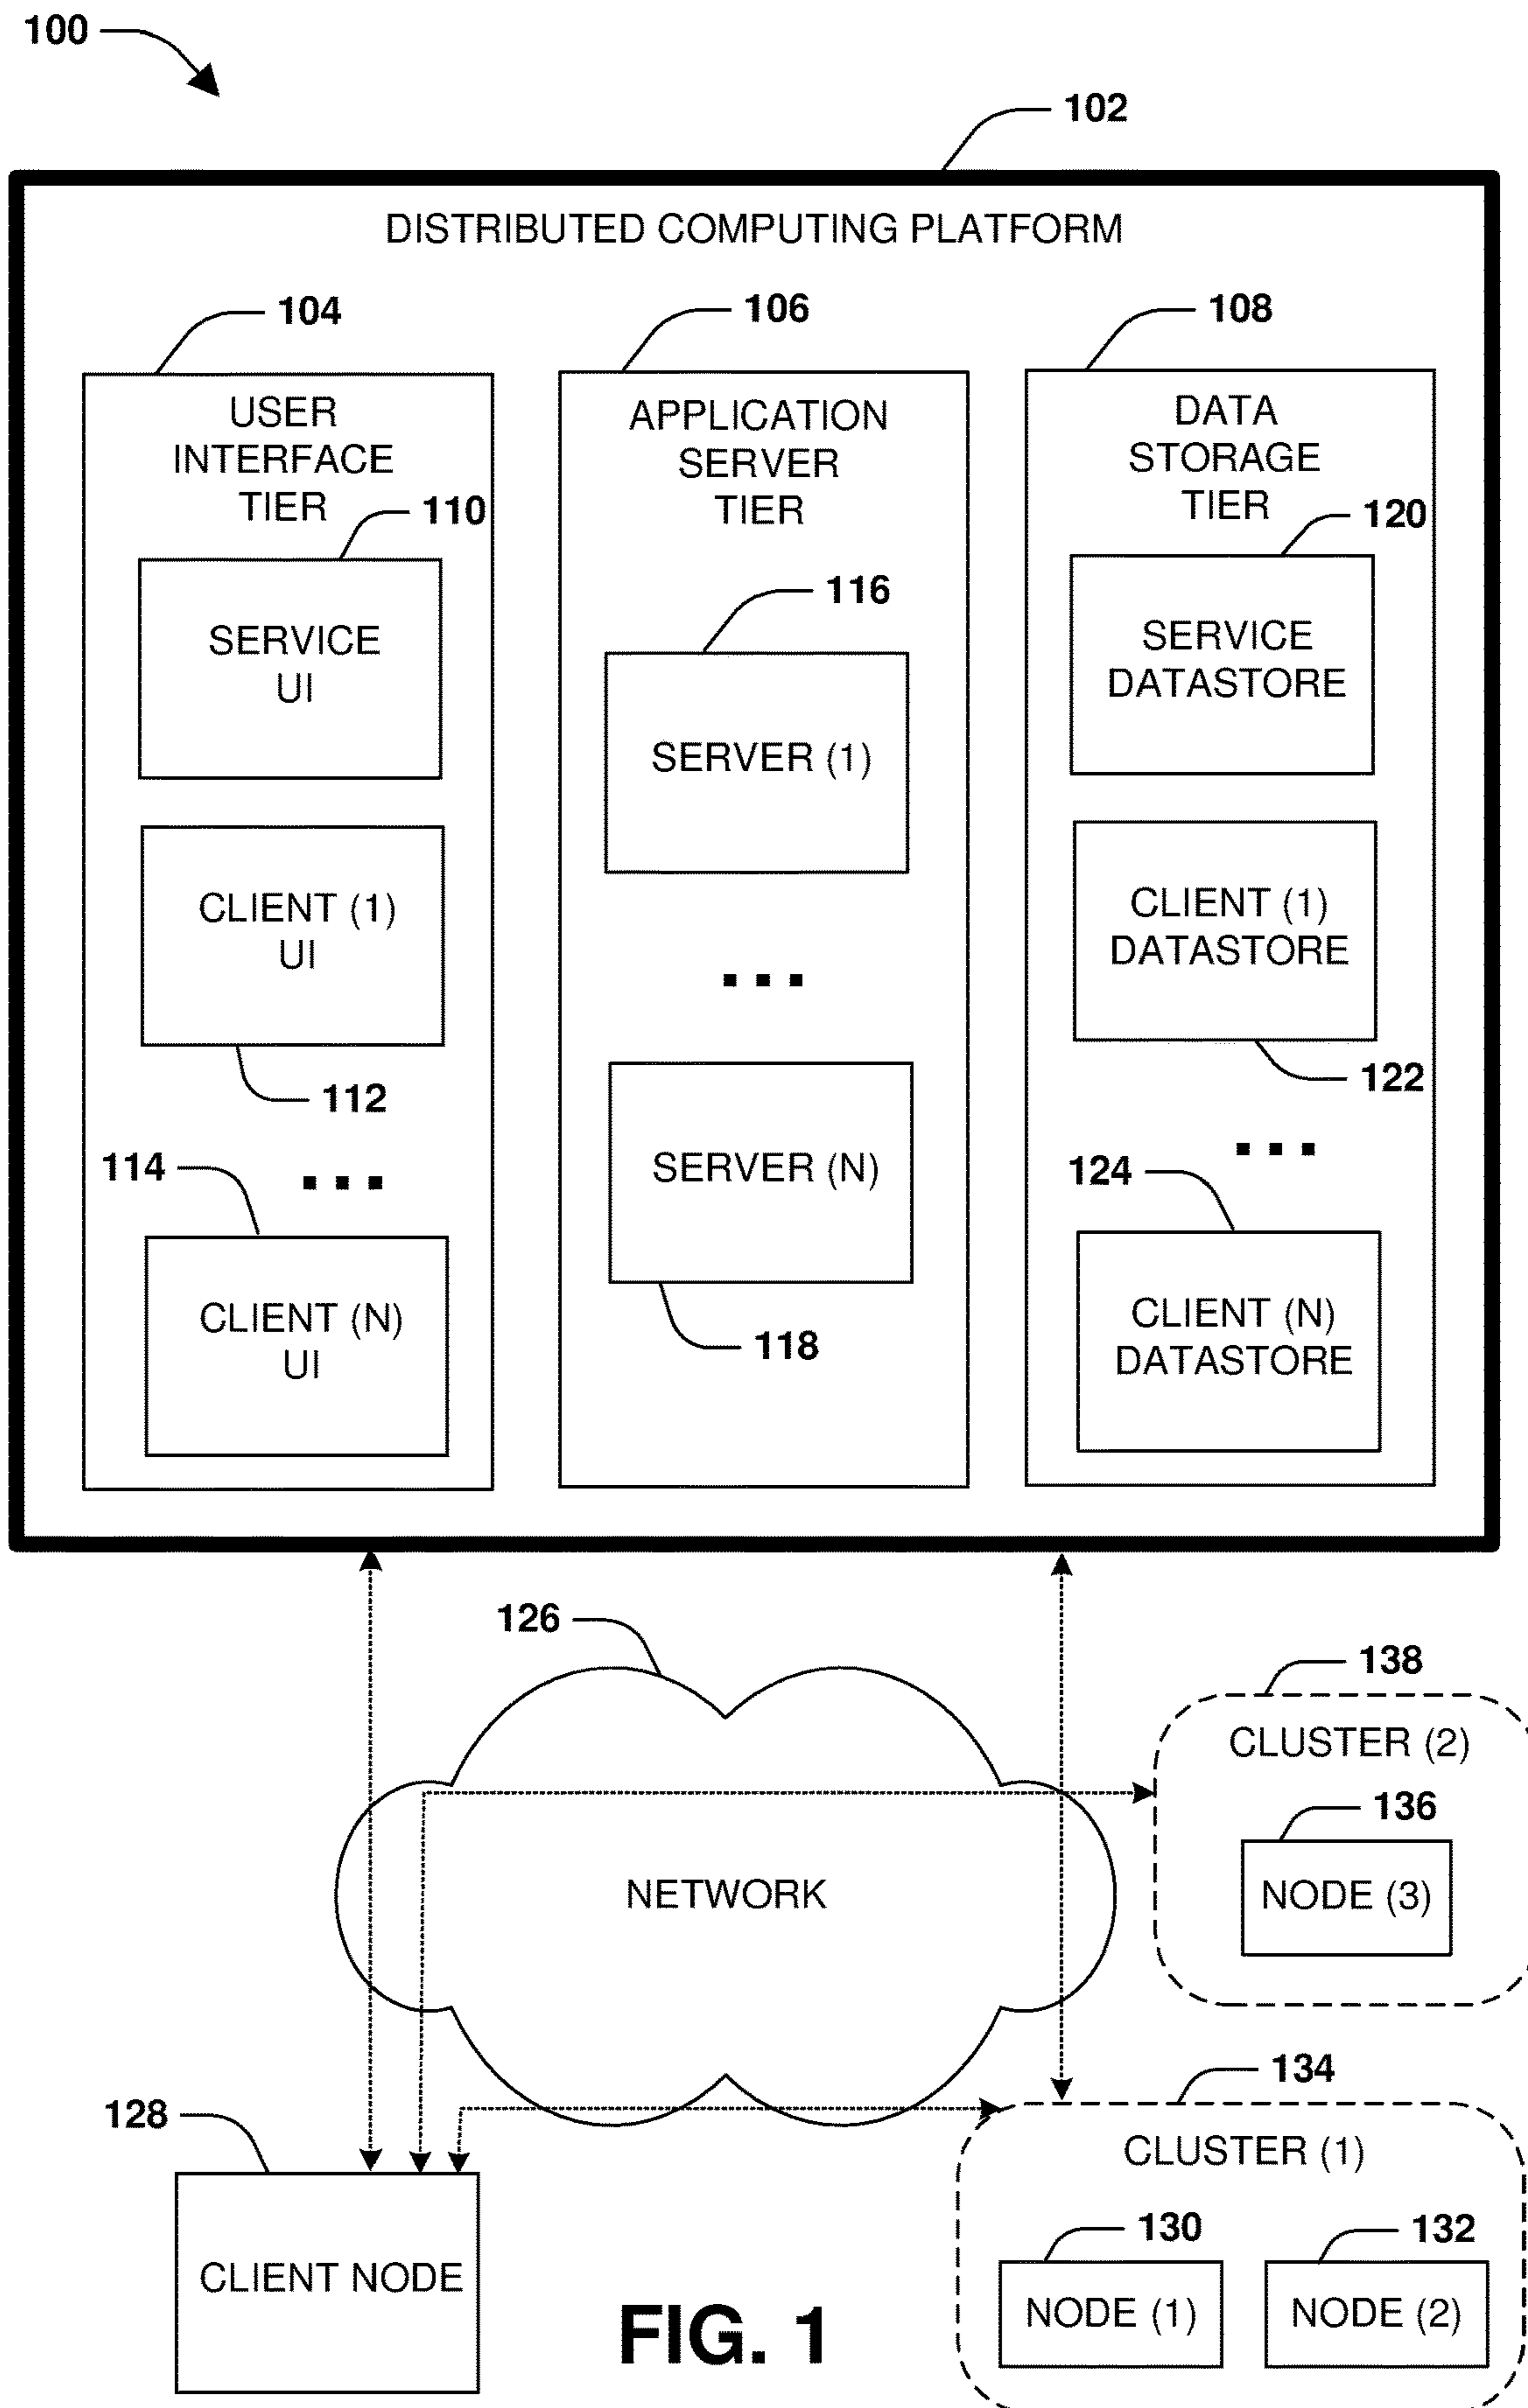 100
102
DISTRIBUTED COMPUTING PLATFORM
104
USER
INTERFACE
TIER
110
SERVICE
UI
CLIENT (1)
UI
112
114
CLIENT (N)
UI
106
APPLICATION
SERVER
TIER
116
SERVER (1)
SERVER (N)
118
108
DATA
STORAGE
TIER
120
SERVICE
DATASTORE
CLIENT (1)
DATASTORE
122
124
CLIENT (N)
DATASTORE
126
NETWORK
138
CLUSTER (2)
136
NODE (3)
128
CLIENT NODE
134
CLUSTER (1)
130
NODE (1)
132
NODE (2)
FIG. 1